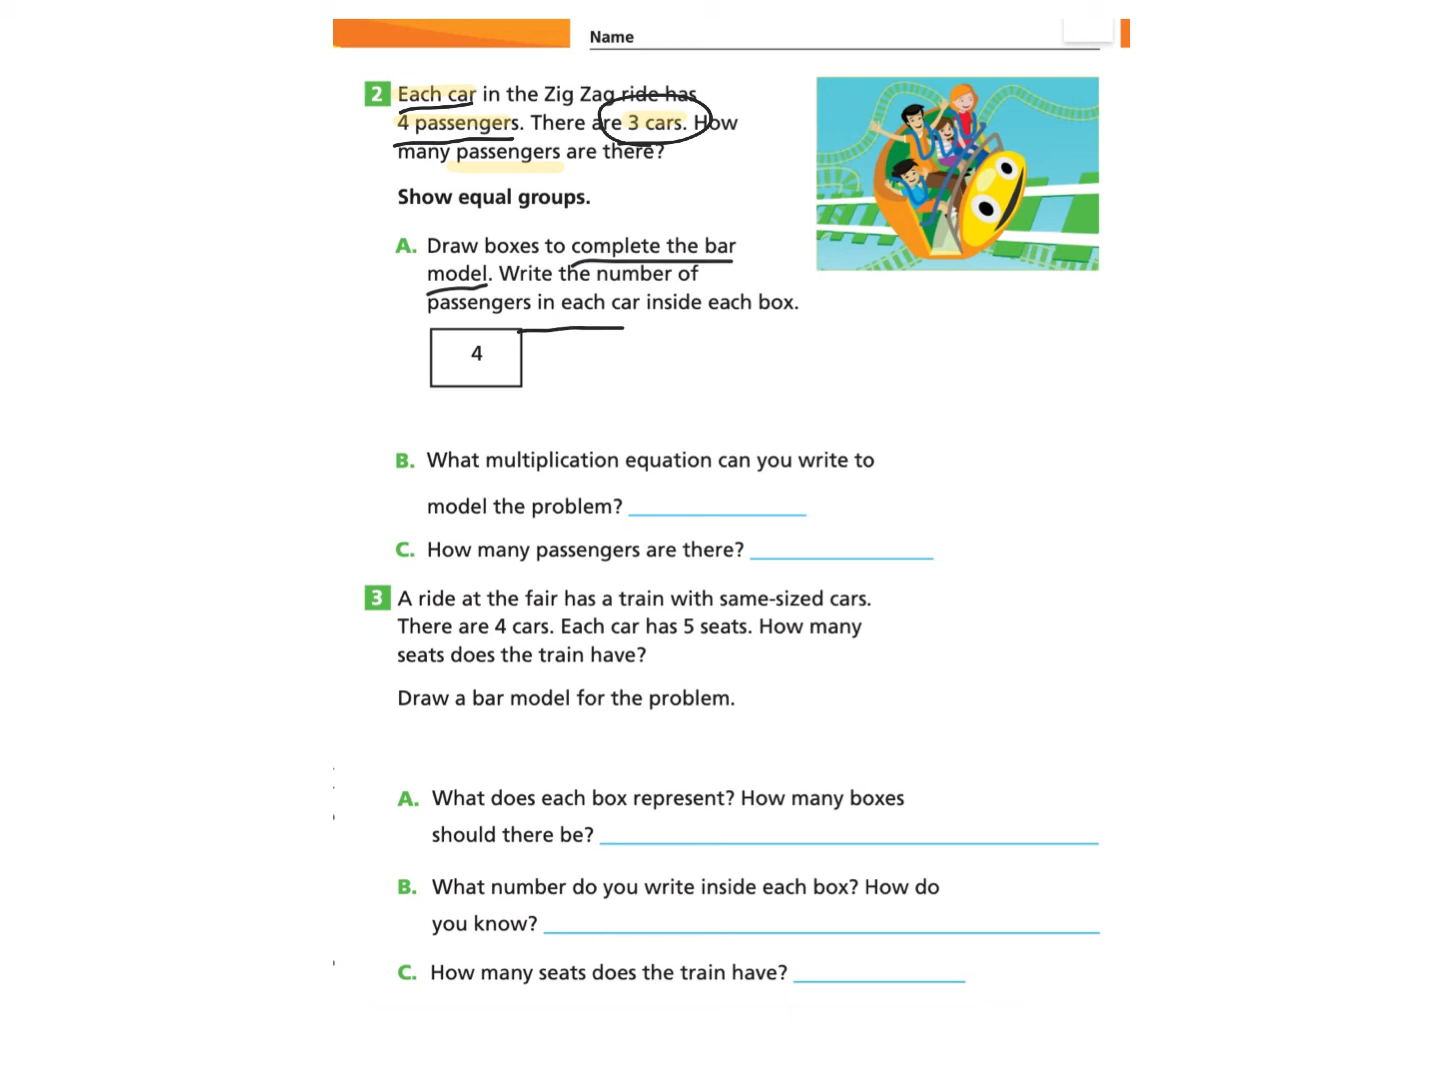 Name
2 Each car in the Zig Zag ride has
4 passengers. There are 3 cars. How
many passengers are there?
Show equal groups.
A. Draw boxes to complete the bar
model. Write the number of
passengers in each car inside each box.
4
B. What multiplication equation can you write to
model the problem?
C. How many passengers are there?
3 A ride at the fair has a train with same-sized cars.
There are 4 cars. Each car has 5 seats. How many
seats does the train have?
Draw a bar model for the problem.
A. What does each box represent? How many boxes
should there be?
B. What number do you write inside each box? How do
you know?
C. How many seats does the train have?